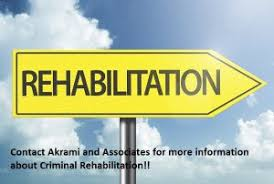 REHABILITATION
Contact Akrami and Associates for more information
about Criminal Rehabilitation!!